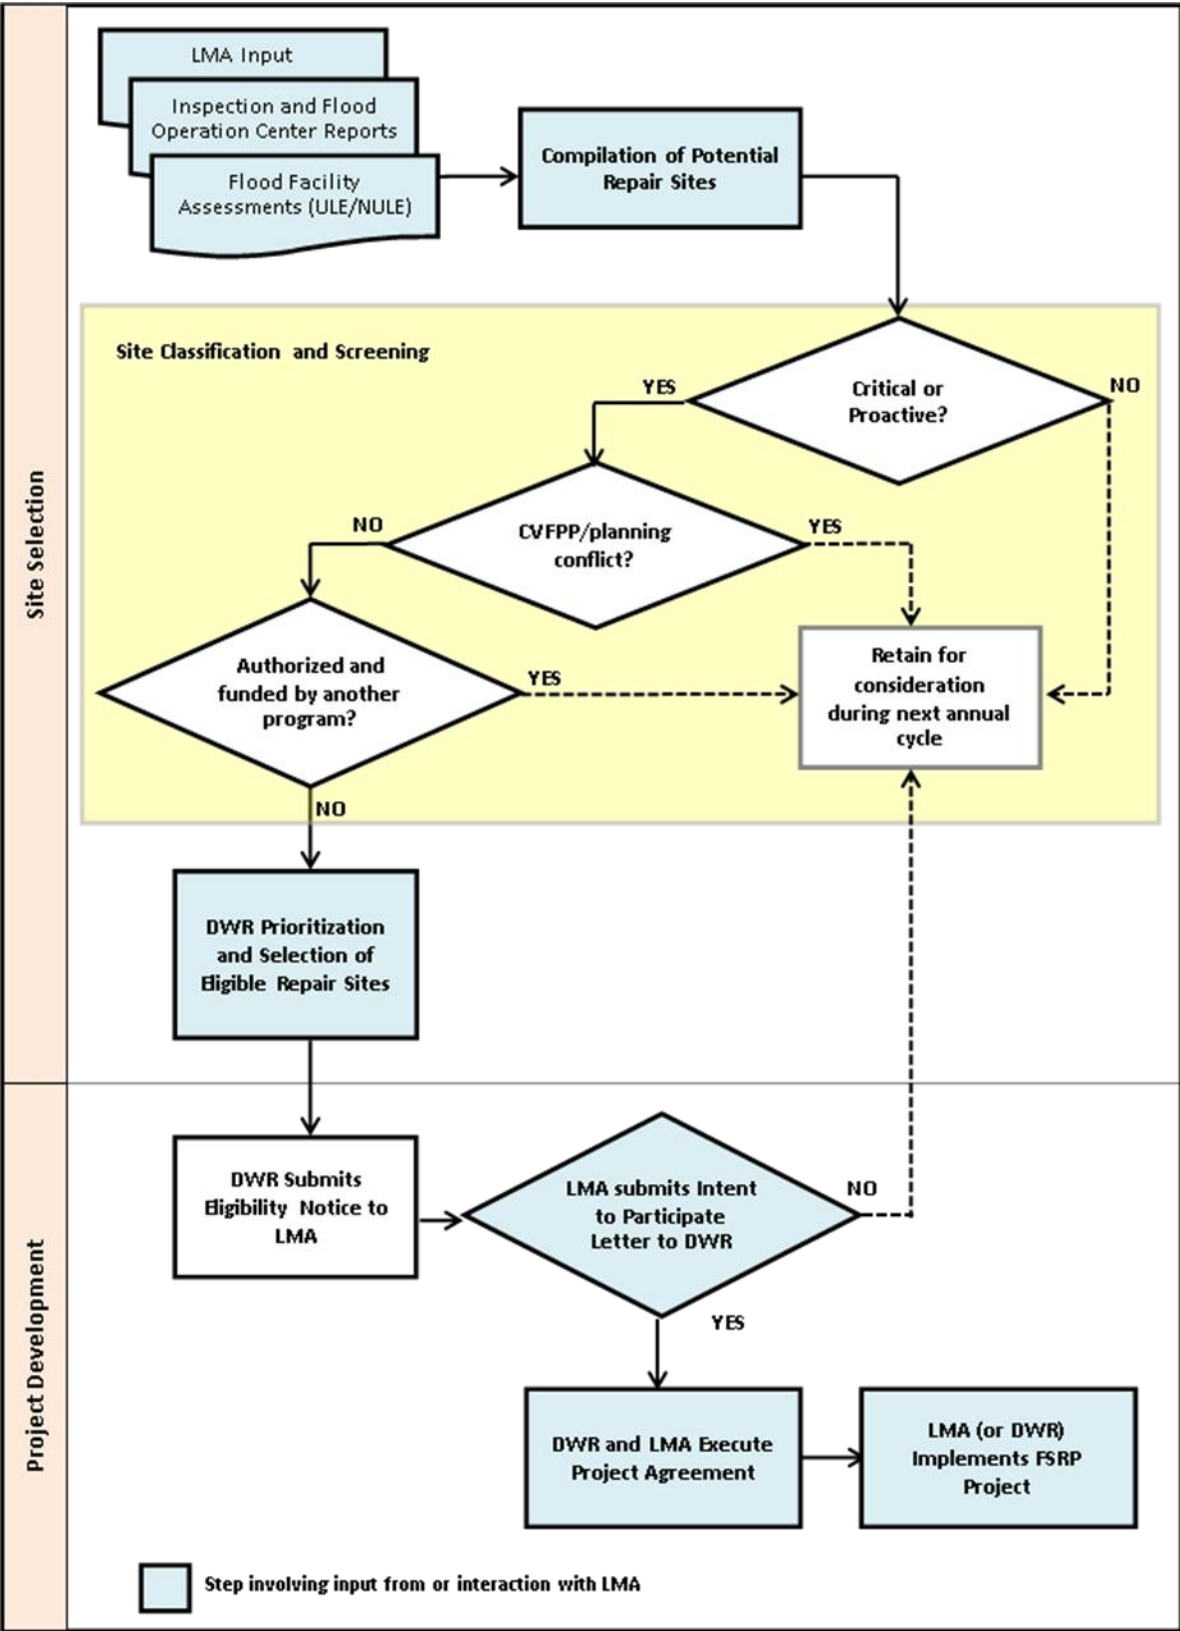 LMA Input
Inspection and Flood
Operation Center Reports
Flood Facility
Assessments (ULE/NULE)
Compilation of Potential
Repair Sites
Site Selection
Site Classification and Screening
Critical or
Proactive?
YES
NO
CVFPP/planning
conflict?
NO
YES
Authorized and
funded by another
program?
YES
NO
Retain for
consideration
during next annual
cycle
DWR Prioritization
and Selection of
Eligible Repair Sites
Project Development
DWR Submits
Eligibility Notice to
LMA
LMA submits Intent
to Participate
Letter to DWR
NO
YES
DWR and LMA Execute
Project Agreement
LMA (or DWR)
Implements FSRP
Project
Step involving input from or interaction with LMA